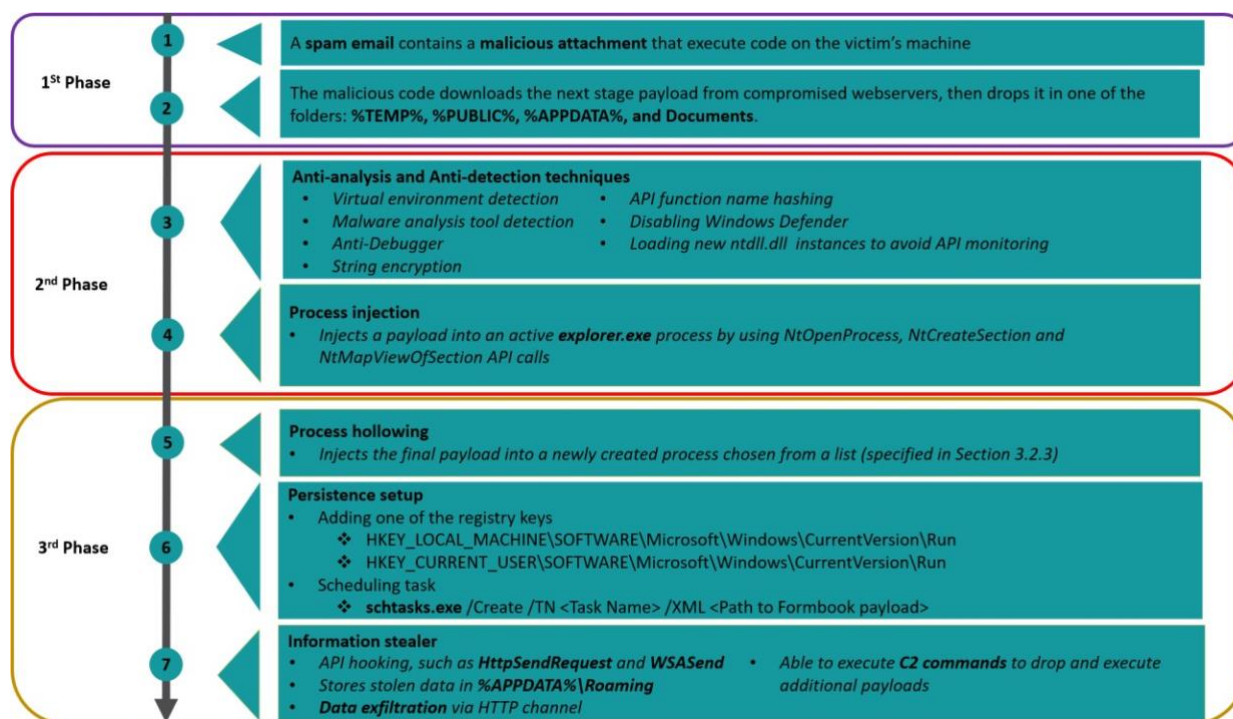 1
A spam email contains a malicious attachment that execute code on the victim's machine
1St Phase
2
The malicious code downloads the next stage payload from compromised webservers, then drops it in one of the
folders: %TEMP%, %PUBLIC%, %APPDATA%, and Documents.
2nd Phase
3
Anti-analysis and Anti-detection techniques
• Virtual environment detection
• Malware analysis tool detection
• Anti-Debugger
• String encryption
• API function name hashing
• Disabling Windows Defender
• Loading new ntdll.dll instances to avoid API monitoring
4
Process injection
• Injects a payload into an active explorer.exe process by using NtOpenProcess, NtCreateSection and
NtMapViewOfSection API calls
3rd Phase
5
Process hollowing
• Injects the final payload into a newly created process chosen from a list (specified in Section 3.2.3)
6
Persistence setup
• Adding one of the registry keys
❖ HKEY_LOCAL_MACHINE\SOFTWARE\Microsoft\Windows\CurrentVersion\Run
❖ HKEY_CURRENT_USER\SOFTWARE\Microsoft\Windows\CurrentVersion\Run
• Scheduling task
❖ schtasks.exe /Create /TN <Task Name> /XML <Path to Formbook payload>
7
Information stealer
• API hooking, such as HttpSendRequest and WSASend
• Stores stolen data in %APPDATA%\Roaming
• Data exfiltration via HTTP channel
• Able to execute C2 commands to drop and execute
additional payloads